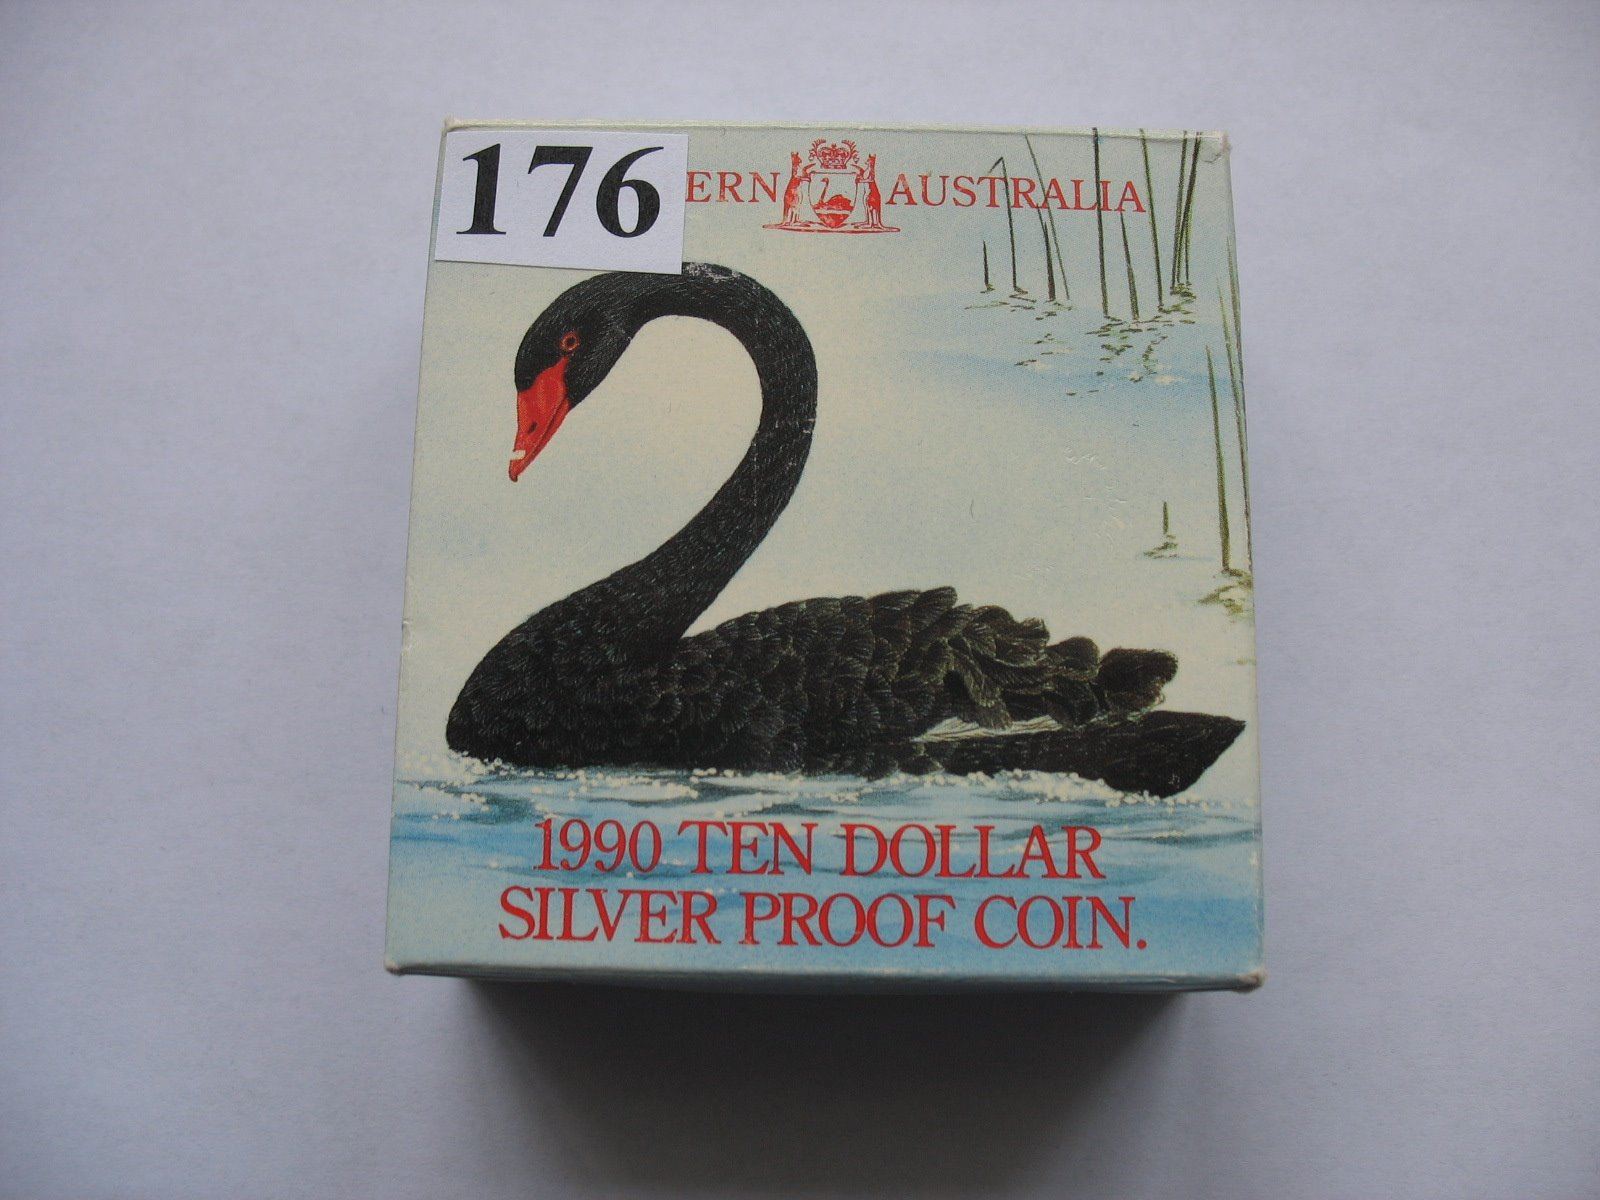 176
ERN AUSTRALIA
1990 TEN DOLLAR
SILVER PROOF COIN.